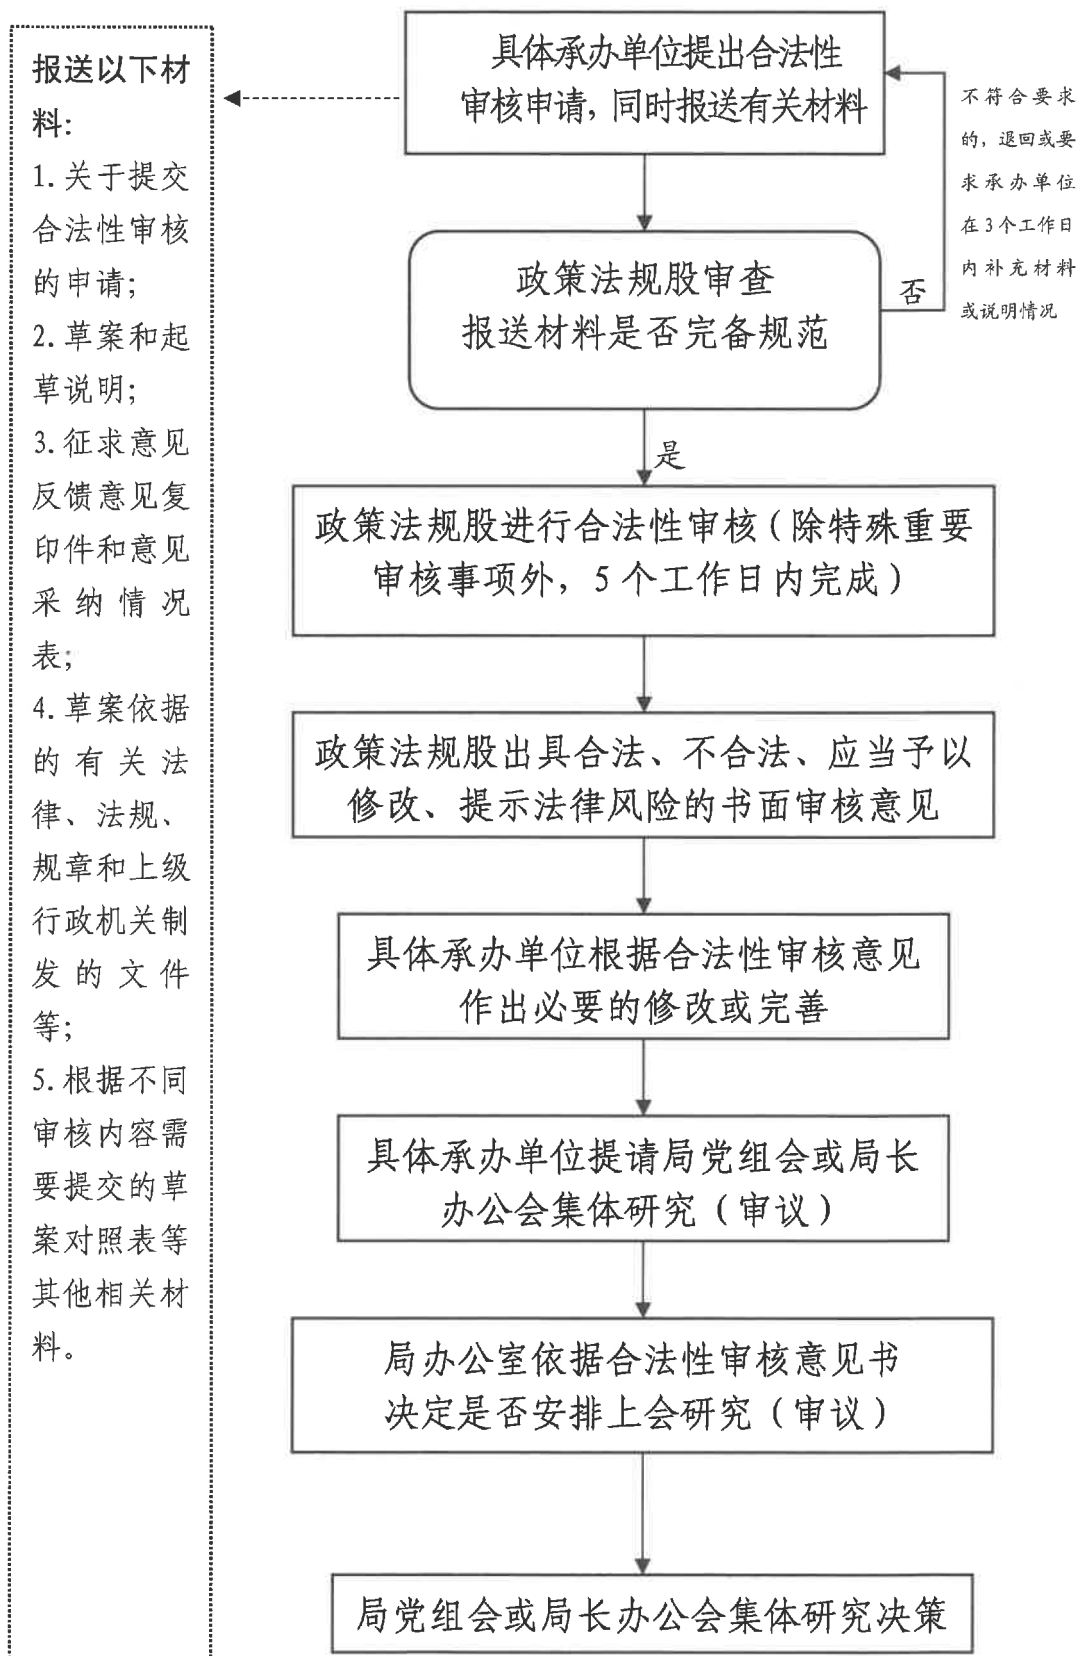 报送以下材
料：
1.关于提交
合法性审核
的申请；
2.草案和起
草说明；
3.征求意见
反馈意见复
印件和意见
采纳情况
表；
4.草案依据
的有关法
律、法规、
规章和上级
行政机关制
发的文件
等；
5.根据不同
审核内容需
要提交的草
案对照表等
其他相关材
料。
具体承办单位提出合法性
审核申请，同时报送有关材料
不符合要求
的，退回或要
求承办单位
在3个工作日
内补充材料
或说明情况
政策法规股审查
报送材料是否完备规范
否
是
政策法规股进行合法性审核（除特殊重要
审核事项外，5个工作日内完成）
政策法规股出具合法、不合法、应当予以
修改、提示法律风险的书面审核意见
具体承办单位根据合法性审核意见
作出必要的修改或完善
具体承办单位提请局党组会或局长
办公会集体研究（审议）
局办公室依据合法性审核意见书
决定是否安排上会研究（审议）
局党组会或局长办公会集体研究决策